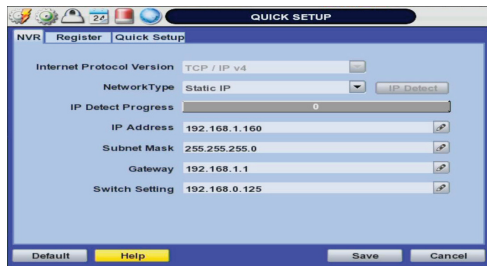 24 QUICK SETUP
NVR Register Quick Setup
Internet Protocol Version TCP / IP v4
NetworkType Static IP IP Detect
IP Detect Progress 0
IP Address 192.168.1.160
Subnet Mask 255.255.255.0
Gateway 192.168.1.1
Switch Setting 192.168.0.125
Default Help Save Cancel